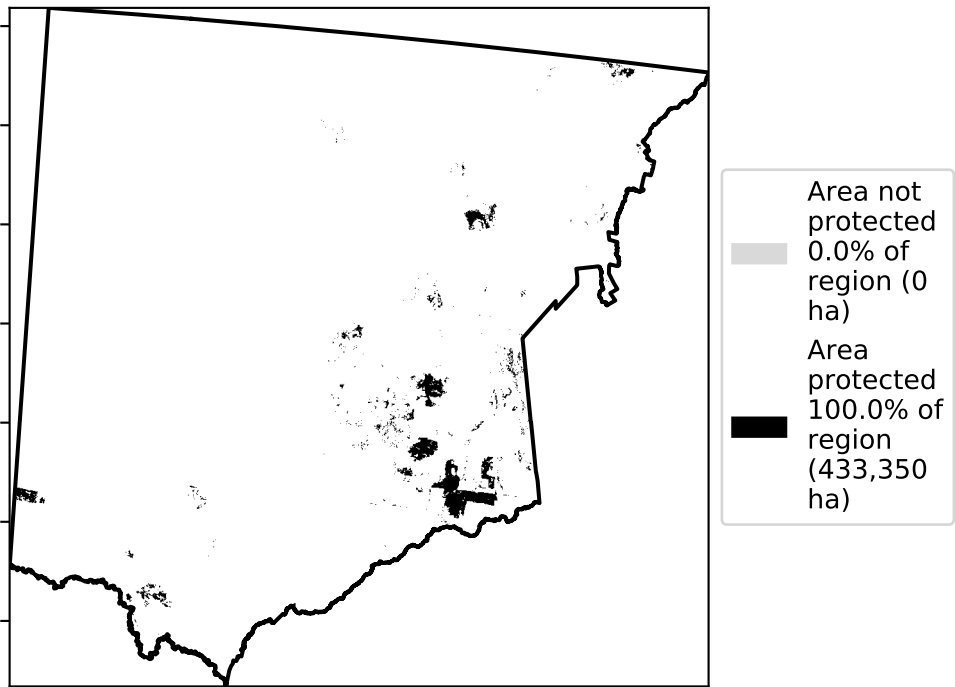 Area not
protected
0.0% of
region (0
ha)
Area
protected
100.0% of
region
(433,350
ha)